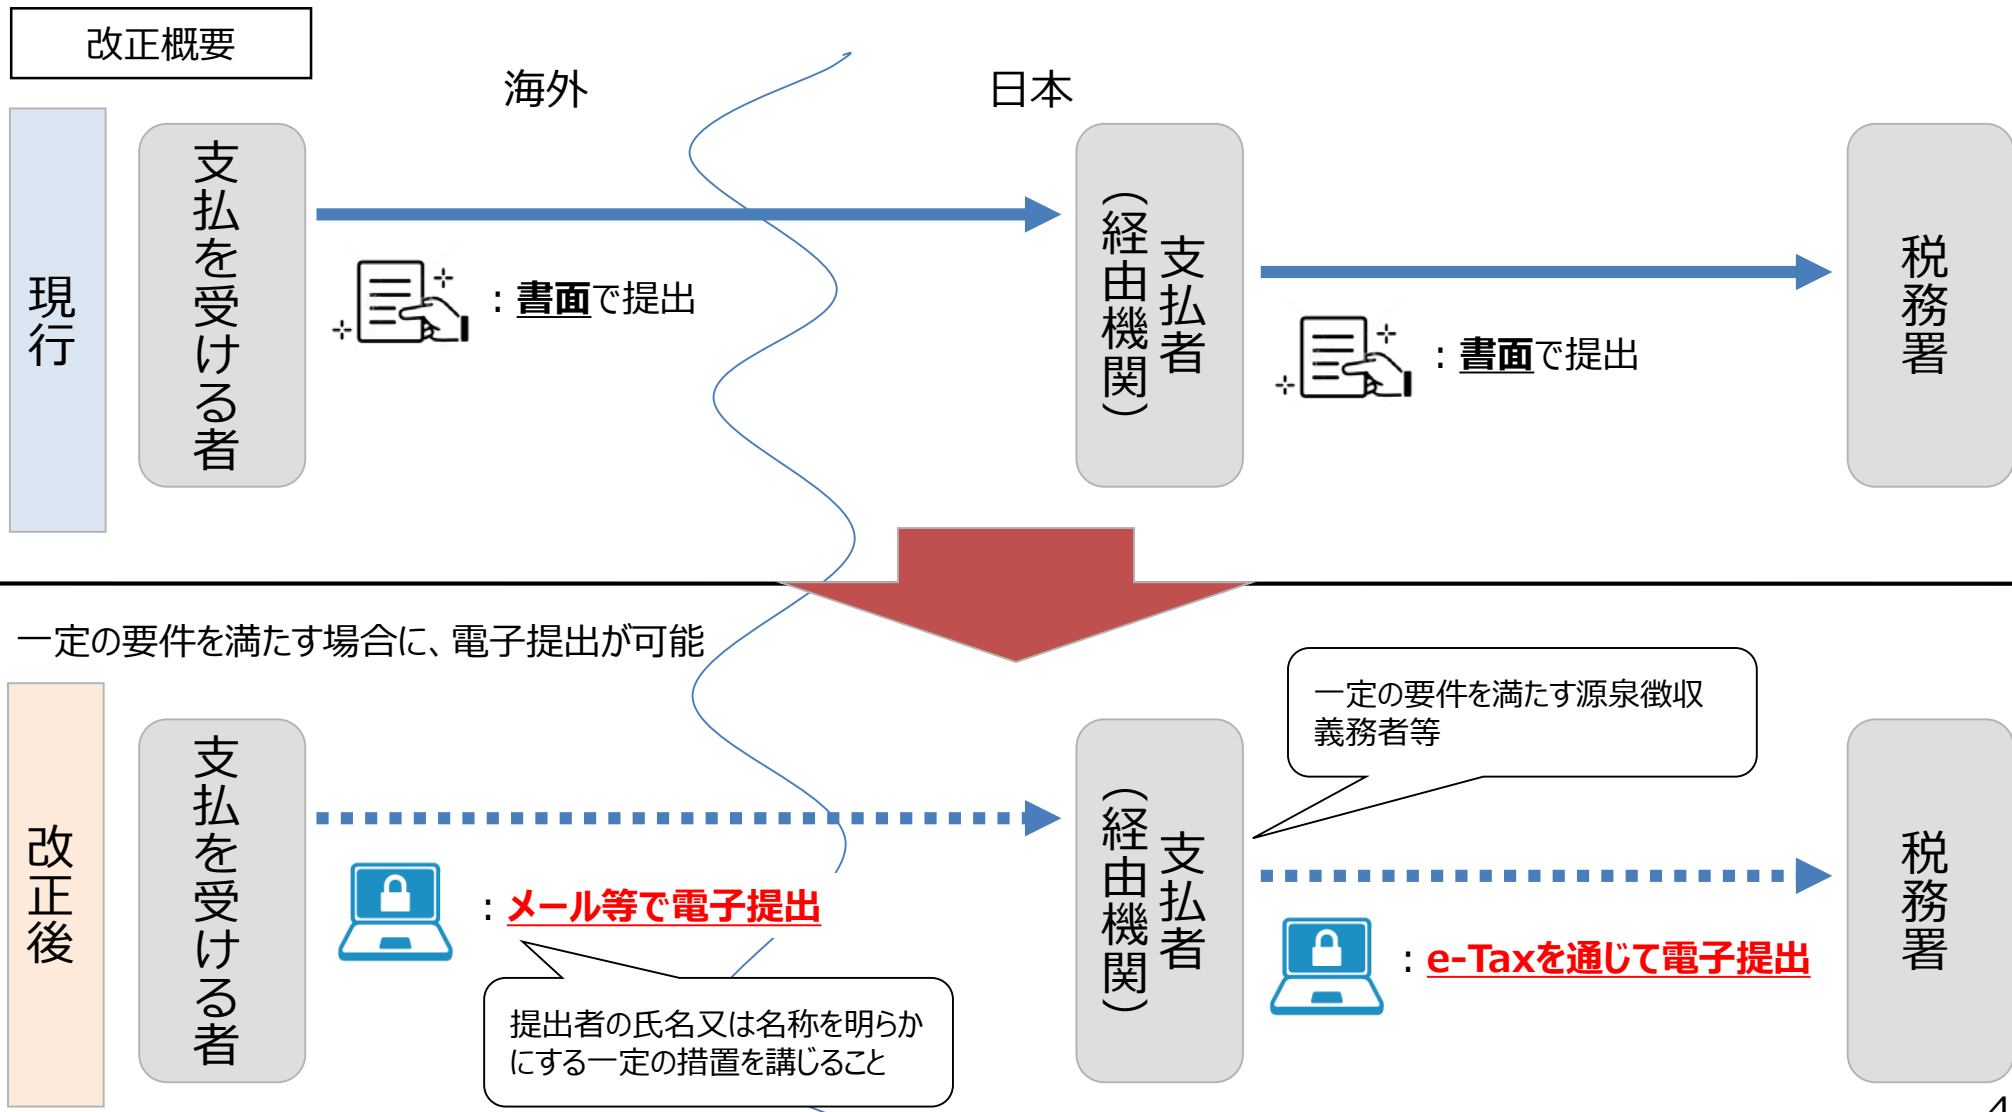 改正概要
海外
日本
現行
支払を受ける者
：書面で提出
支払者
（経由機関）
：書面で提出
税務署
一定の要件を満たす場合に、電子提出が可能
改正後
支払を受ける者
：メール等で電子提出
提出者の氏名又は名称を明らか
にする一定の措置を講じること
支払者
（経由機関）
一定の要件を満たす源泉徴収
義務者等
：e-Taxを通じて電子提出
税務署
4